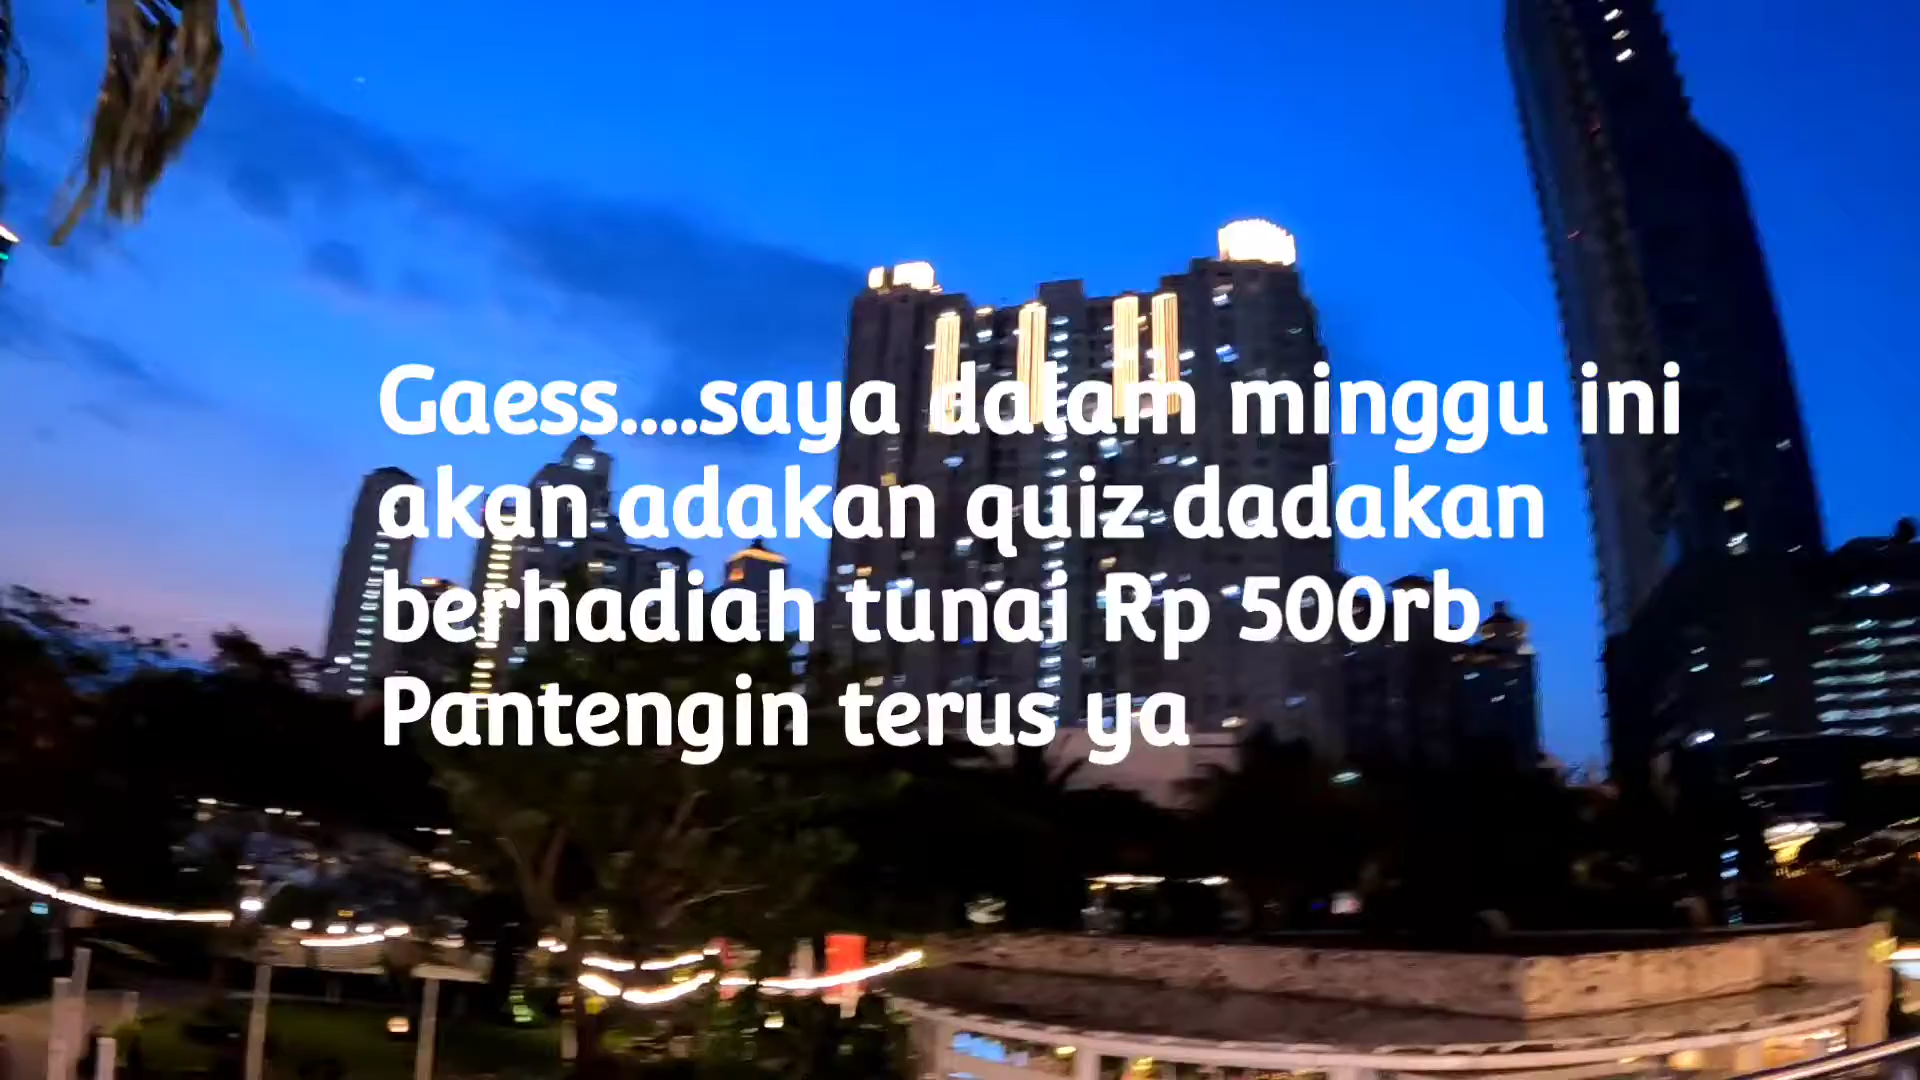 Gaess....saya dalam minggu ini
akan adakan quiz dadakan
berhadiah tunai Rp 500rb
Pantengin terus ya